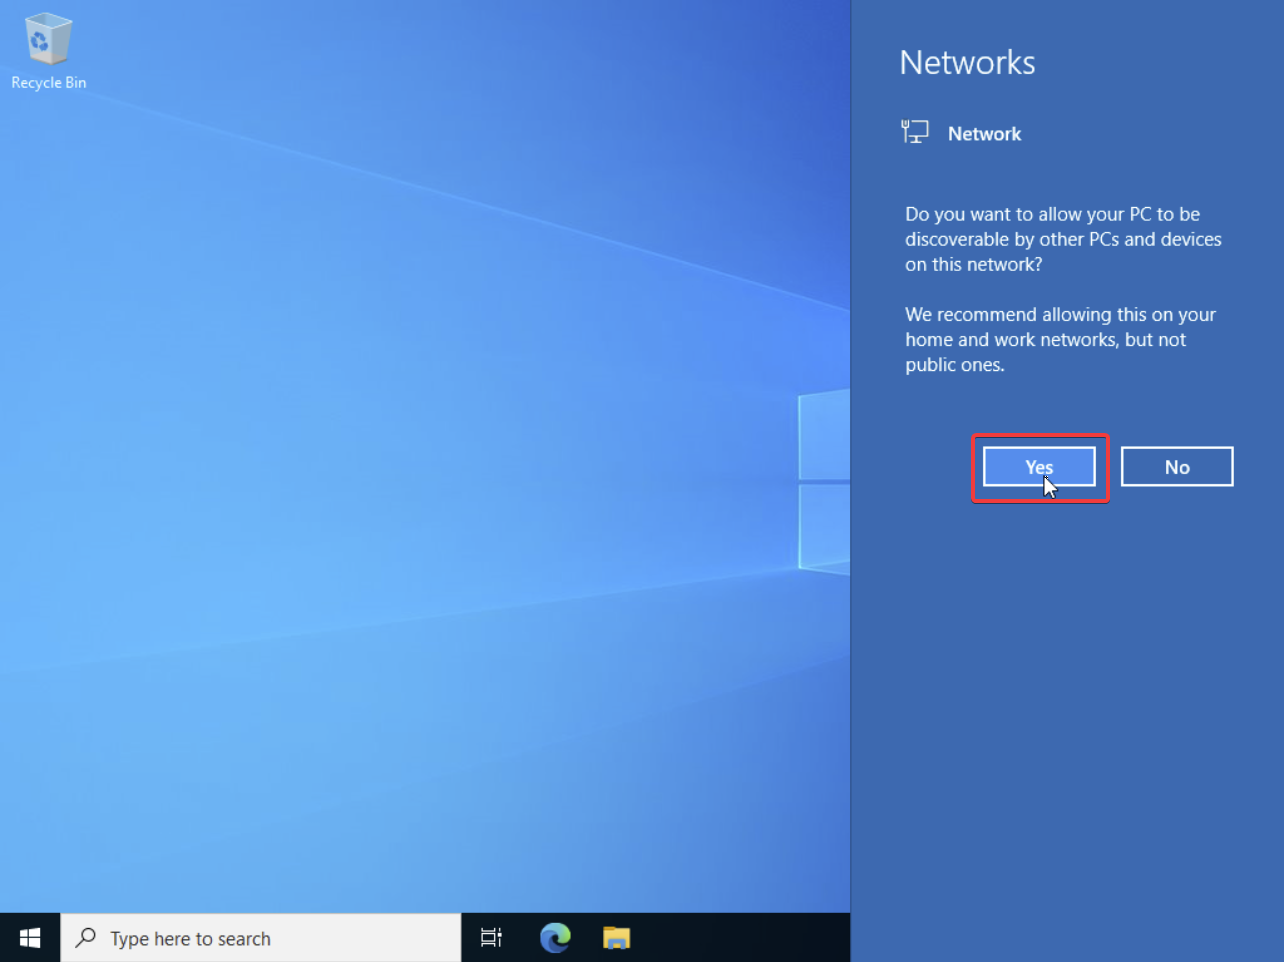 Recycle Bin
Networks
Network
Do you want to allow your PC to be
discoverable by other PCs and devices
on this network?
We recommend allowing this on your
home and work networks, but not
public ones.
Yes
No
Type here to search